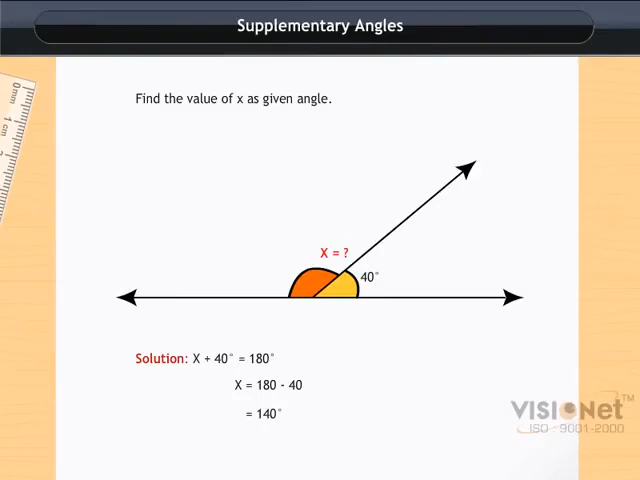 Supplementary Angles
0mm
1 cm
Find the value of x as given angle.
X = ?
40°
Solution: X + 40° = 180°
X = 180 - 40
= 140°
VISIONet™
ISO : 9001-2000